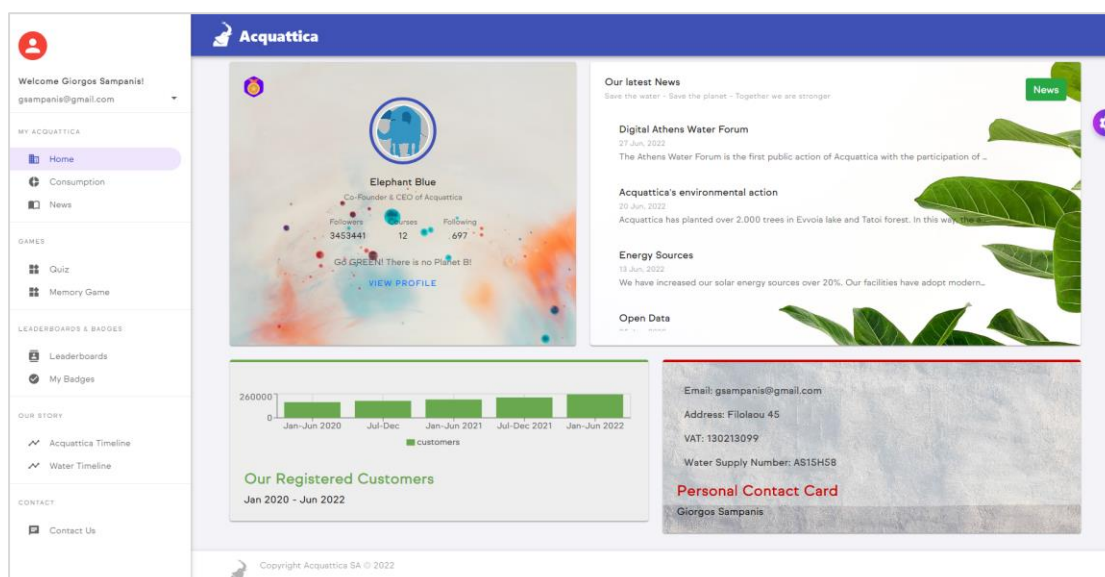 Acquattica
Welcome Giorgos Sampanis!
gsampanis@gmail.com
MY ACQUATTICA
Home
Consumption
News
GAMES
Quiz
Memory Game
LEADERBOARDS & BADGES
Leaderboards
My Badges
OUR STORY
Acquattica Timeline
Water Timeline
CONTACT
Contact Us
Elephant Blue
Co-Founder & CEO of Acquattica
Followers Courses Following
3453441 12 697
GO GREEN! There is no Planet B!
VIEW PROFILE
Our latest News
Save the water - Save the planet - Together we are stronger
News
Digital Athens Water Forum
27 Jun, 2022
The Athens Water Forum is the first public action of Acquattica with the participation of ...
Acquattica's environmental action
20 Jun, 2022
Acquattica has planted over 2.000 trees in Evvoia lake and Tatoi forest. In this way, the
Energy Sources
13 Jun, 2022
We have increased our solar energy sources over 20%. Our facilities have adopt modern...
Open Data
260000
0
Jan-Jun 2020 Jul-Dec Jan-Jun 2021 Jul-Dec 2021 Jan-Jun 2022
customers
Our Registered Customers
Jan 2020 - Jun 2022
Email: gsampanis@gmail.com
Address: Filolaou 45
VAT: 130213099
Water Supply Number: AS15H58
Personal Contact Card
Giorgos Sampanis
Copyright Acquattica SA © 2022